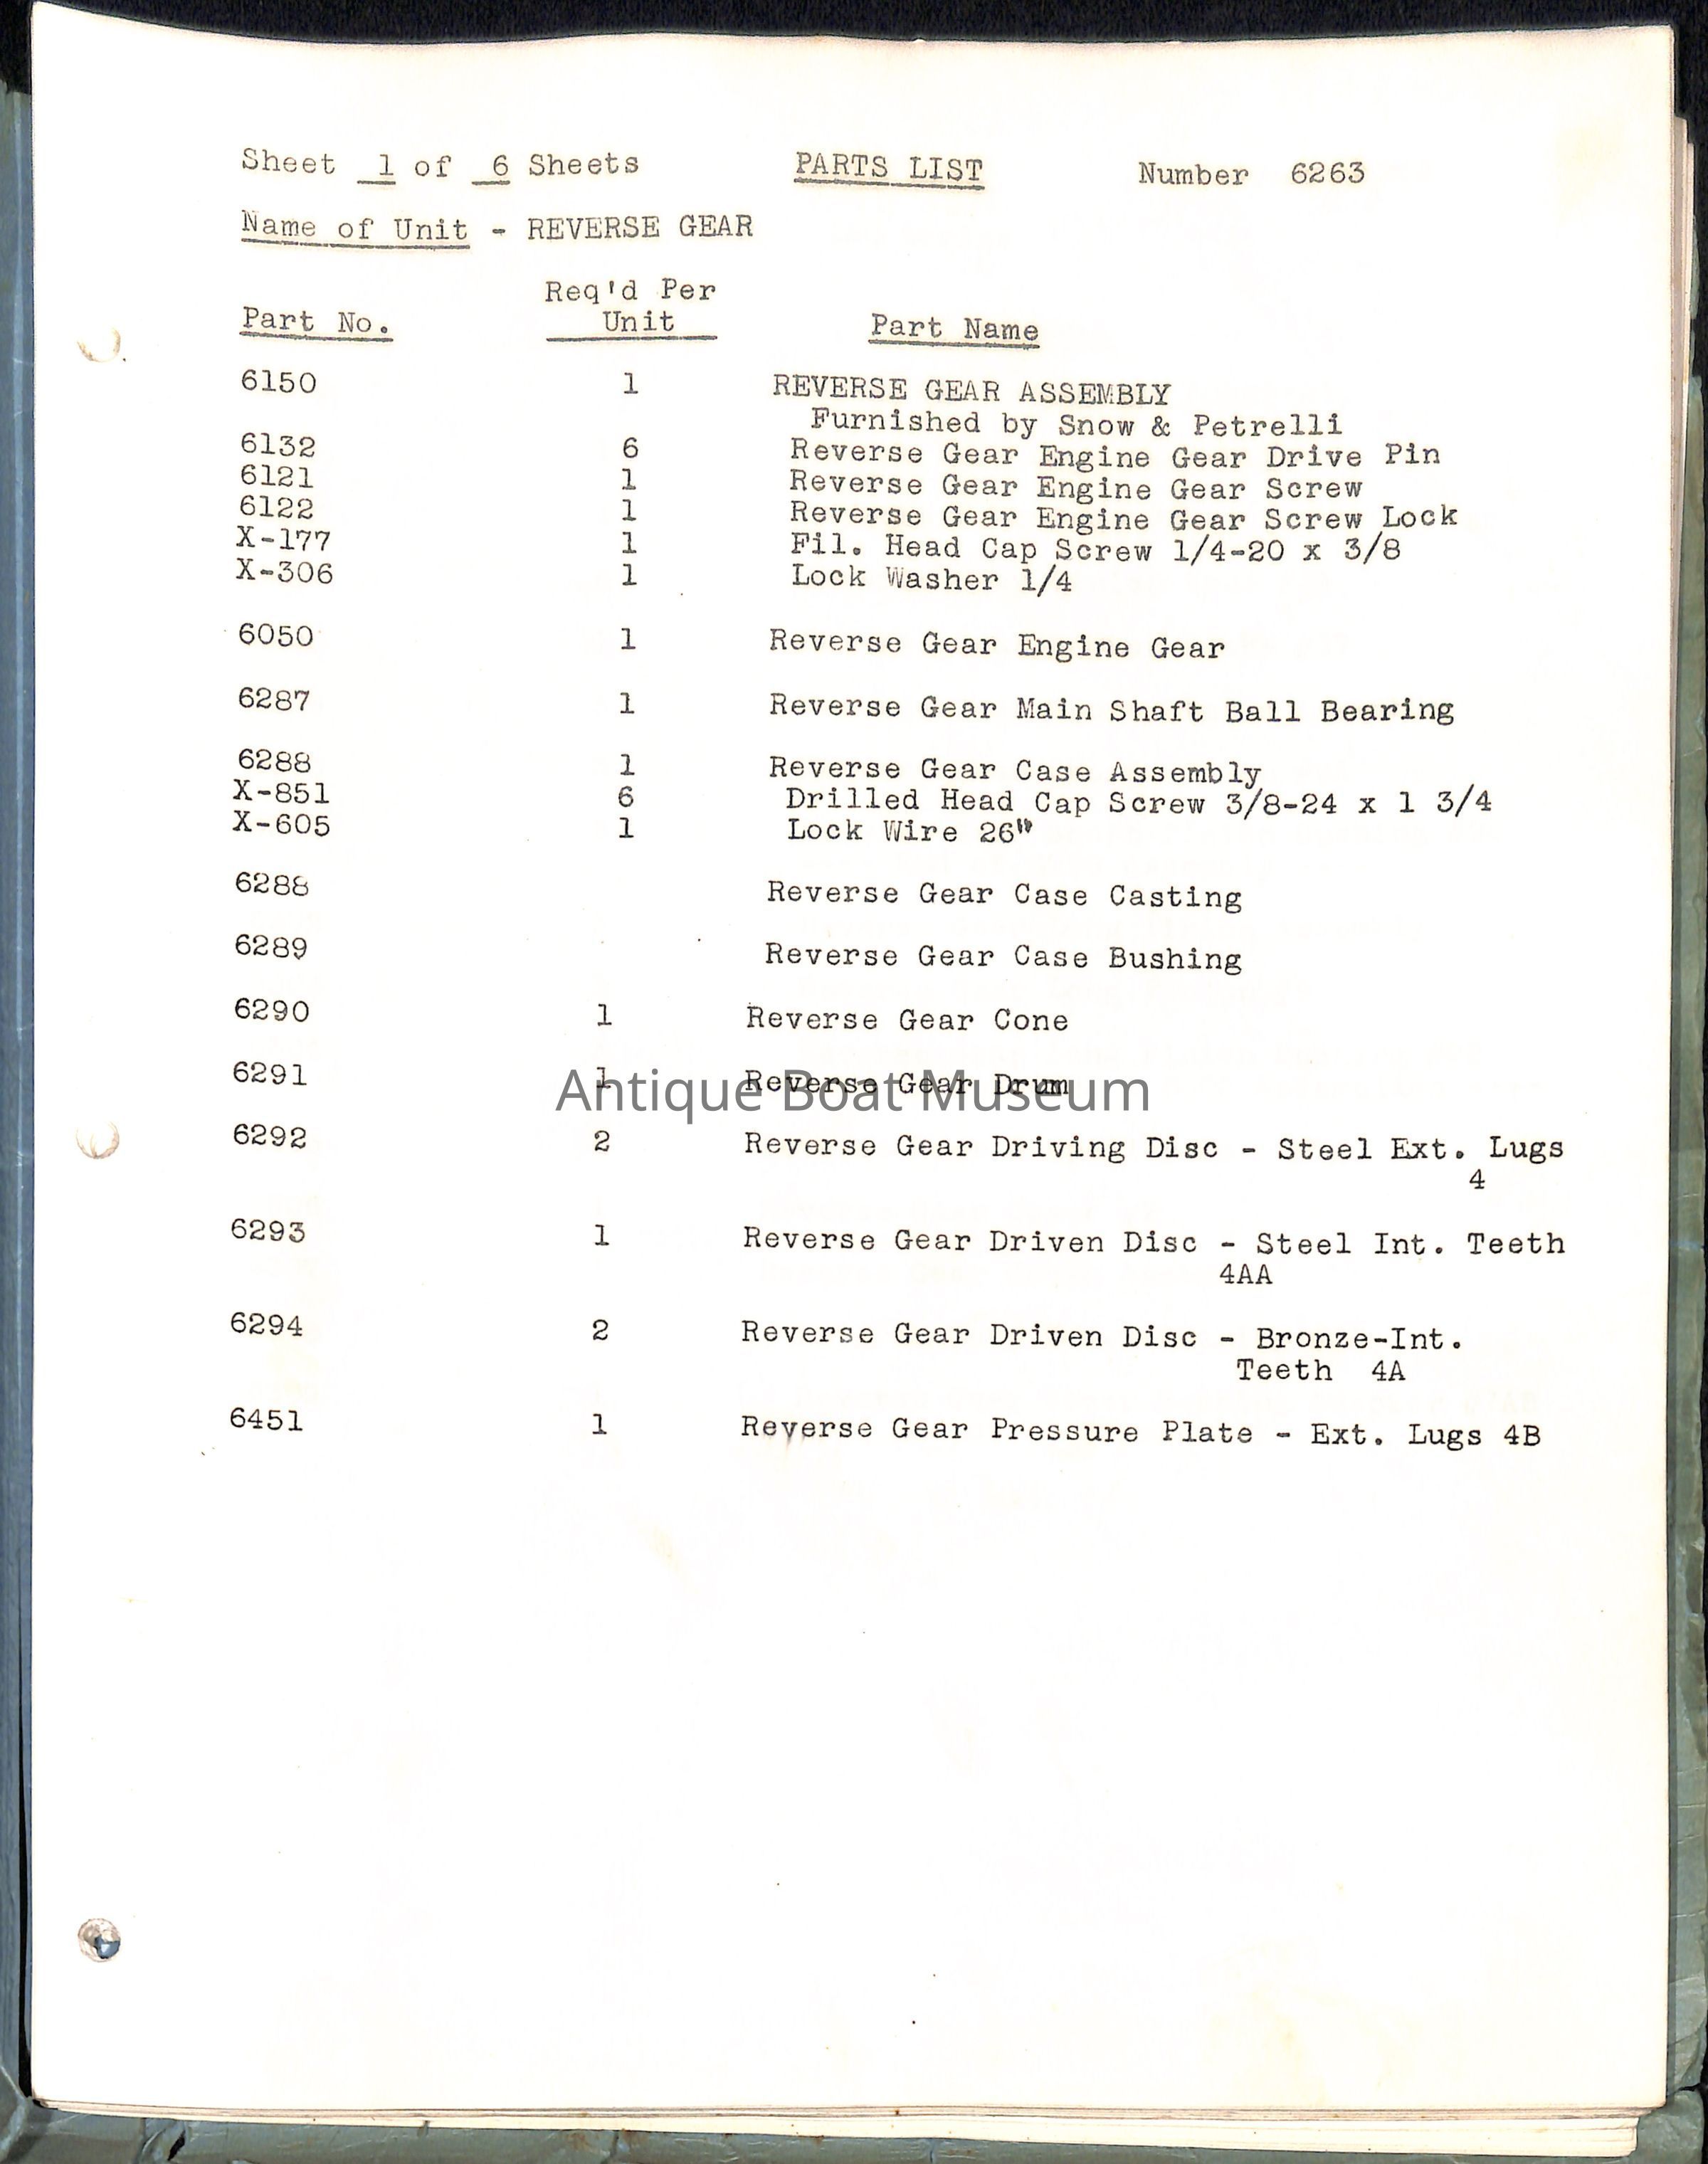 Sheet 1 of 6 Sheets PARTS LIST Number 6263
Name of Unit - REVERSE GEAR
Req'd Per
Part No. Unit Part Name
6150 1 REVERSE GEAR ASSEMBLY
Furnished by Snow & Petrelli
6132 6 Reverse Gear Engine Gear Drive Pin
6121 1 Reverse Gear Engine Gear Screw
6122 1 Reverse Gear Engine Gear Screw Lock
X-177 1 Fil. Head Cap Screw 1/4-20 x 3/8
X-306 1 Lock Washer 1/4
6050 1 Reverse Gear Engine Gear
6287 1 Reverse Gear Main Shaft Ball Bearing
6288 1 Reverse Gear Case Assembly
X-851 6 Drilled Head Cap Screw 3/8-24 x 1 3/4
X-605 1 Lock Wire 26"
6288 Reverse Gear Case Casting
6289 Reverse Gear Case Bushing
6290 1 Reverse Gear Cone
6291 1 Reverse Gear Drum
Antique Boat Museum
6292 2 Reverse Gear Driving Disc - Steel Ext. Lugs
4
6293 1 Reverse Gear Driven Disc - Steel Int. Teeth
4AA
6294 2 Reverse Gear Driven Disc - Bronze-Int.
Teeth 4A
6451 1 Reverse Gear Pressure Plate - Ext. Lugs 4B